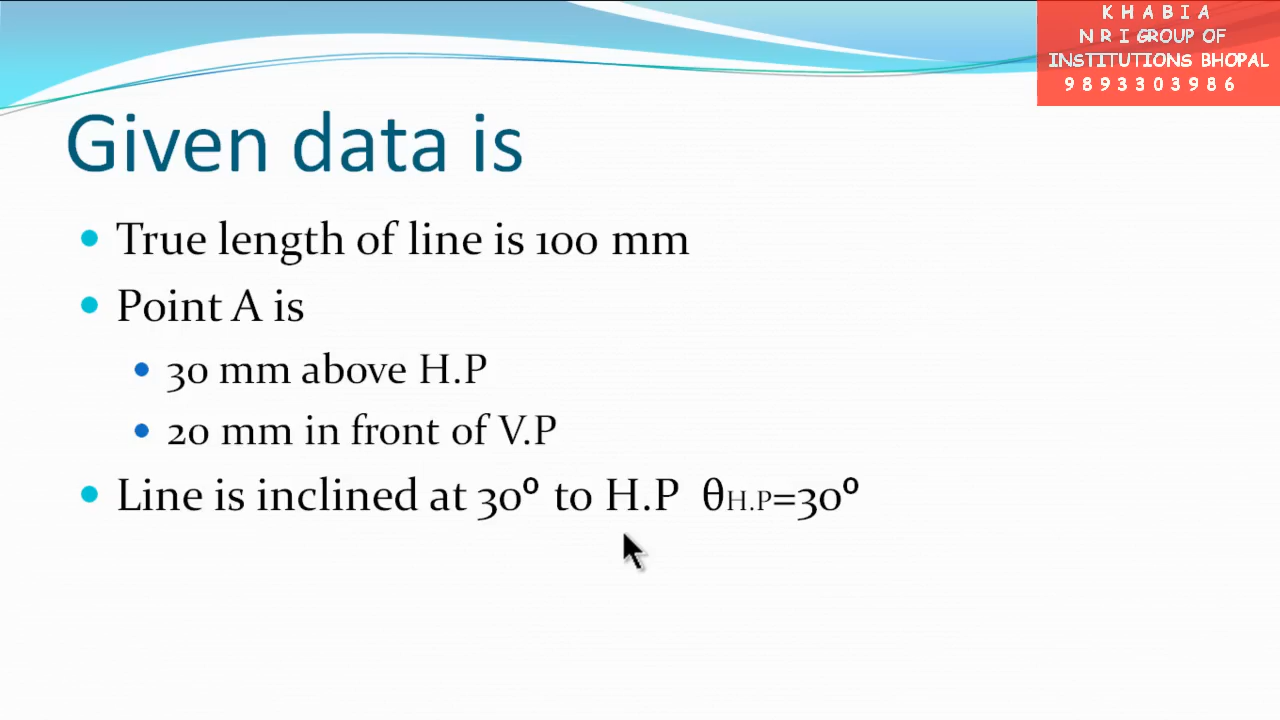 K H A B I A
N R I GROUP OF
INSTITUTIONS BHOPAL
9 8 9 3 3 0 3 9 8 6
Given data is
• True length of line is 100 mm
• Point A is
• 30 mm above H.P
• 20 mm in front of V.P
• Line is inclined at 30º to H.P θH.P=30º